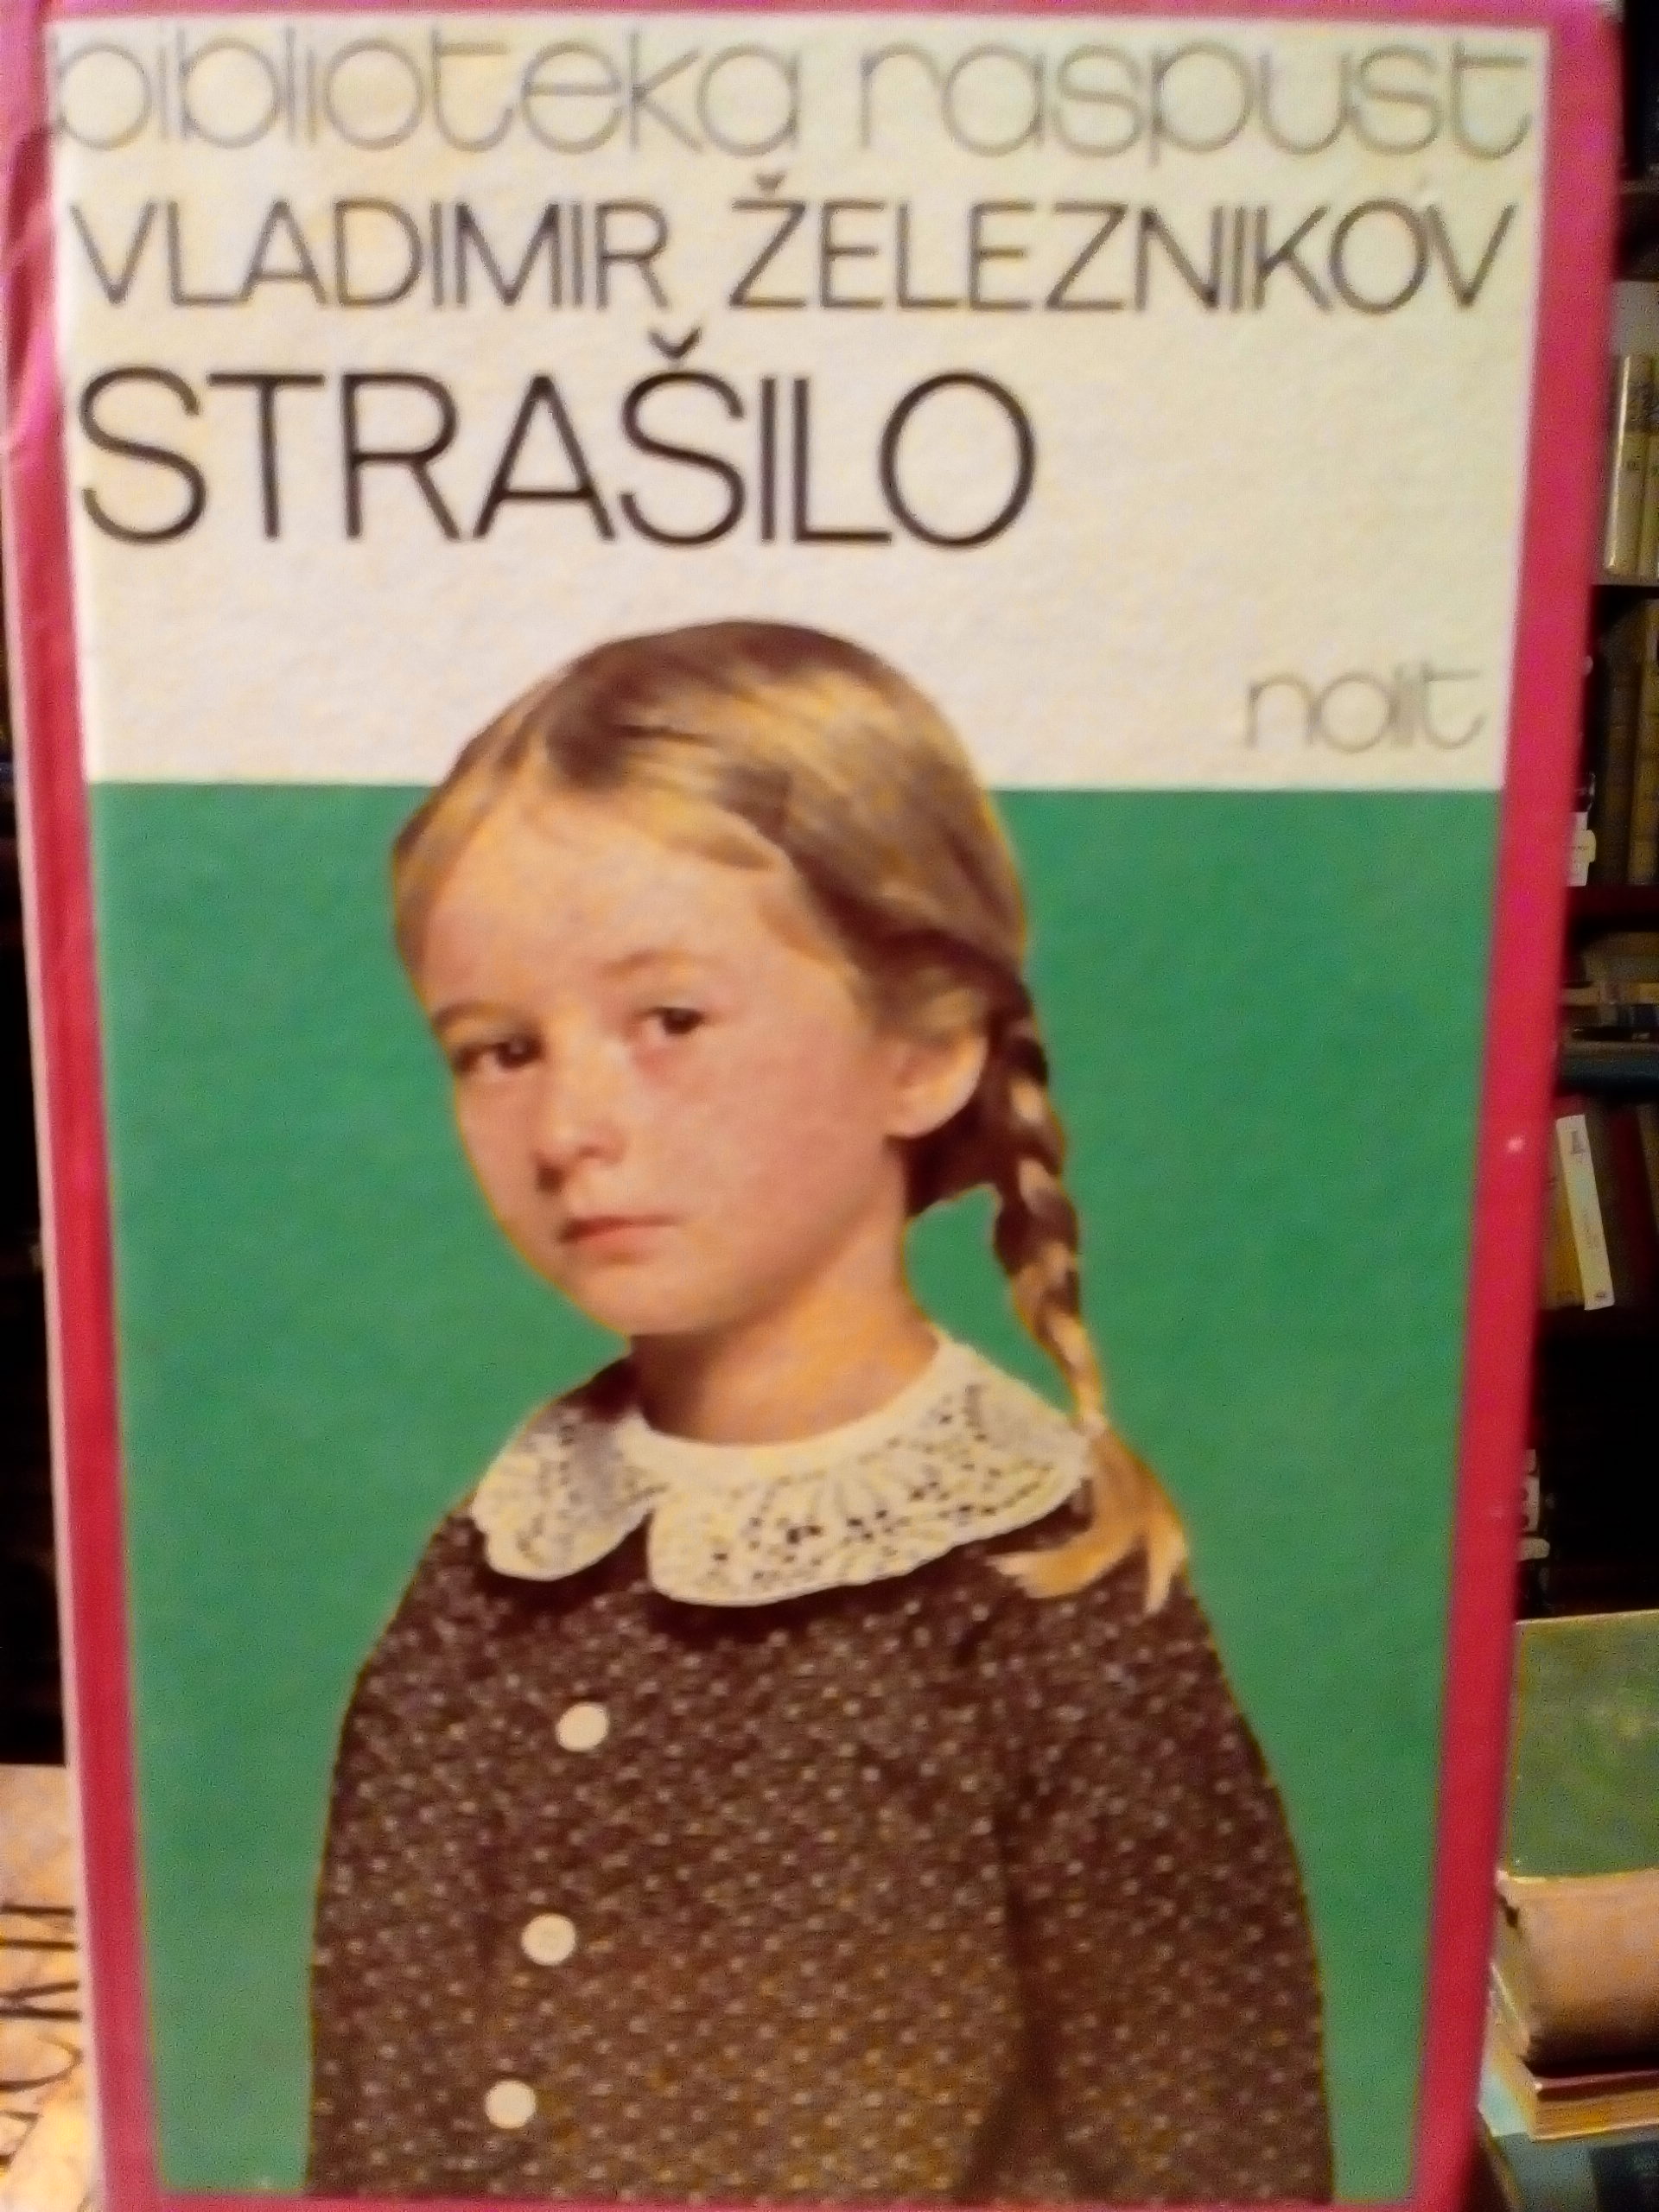 biblioteka raspust
VLADIMIR ŽELEZNIKOV
STRAŠILO
nolit